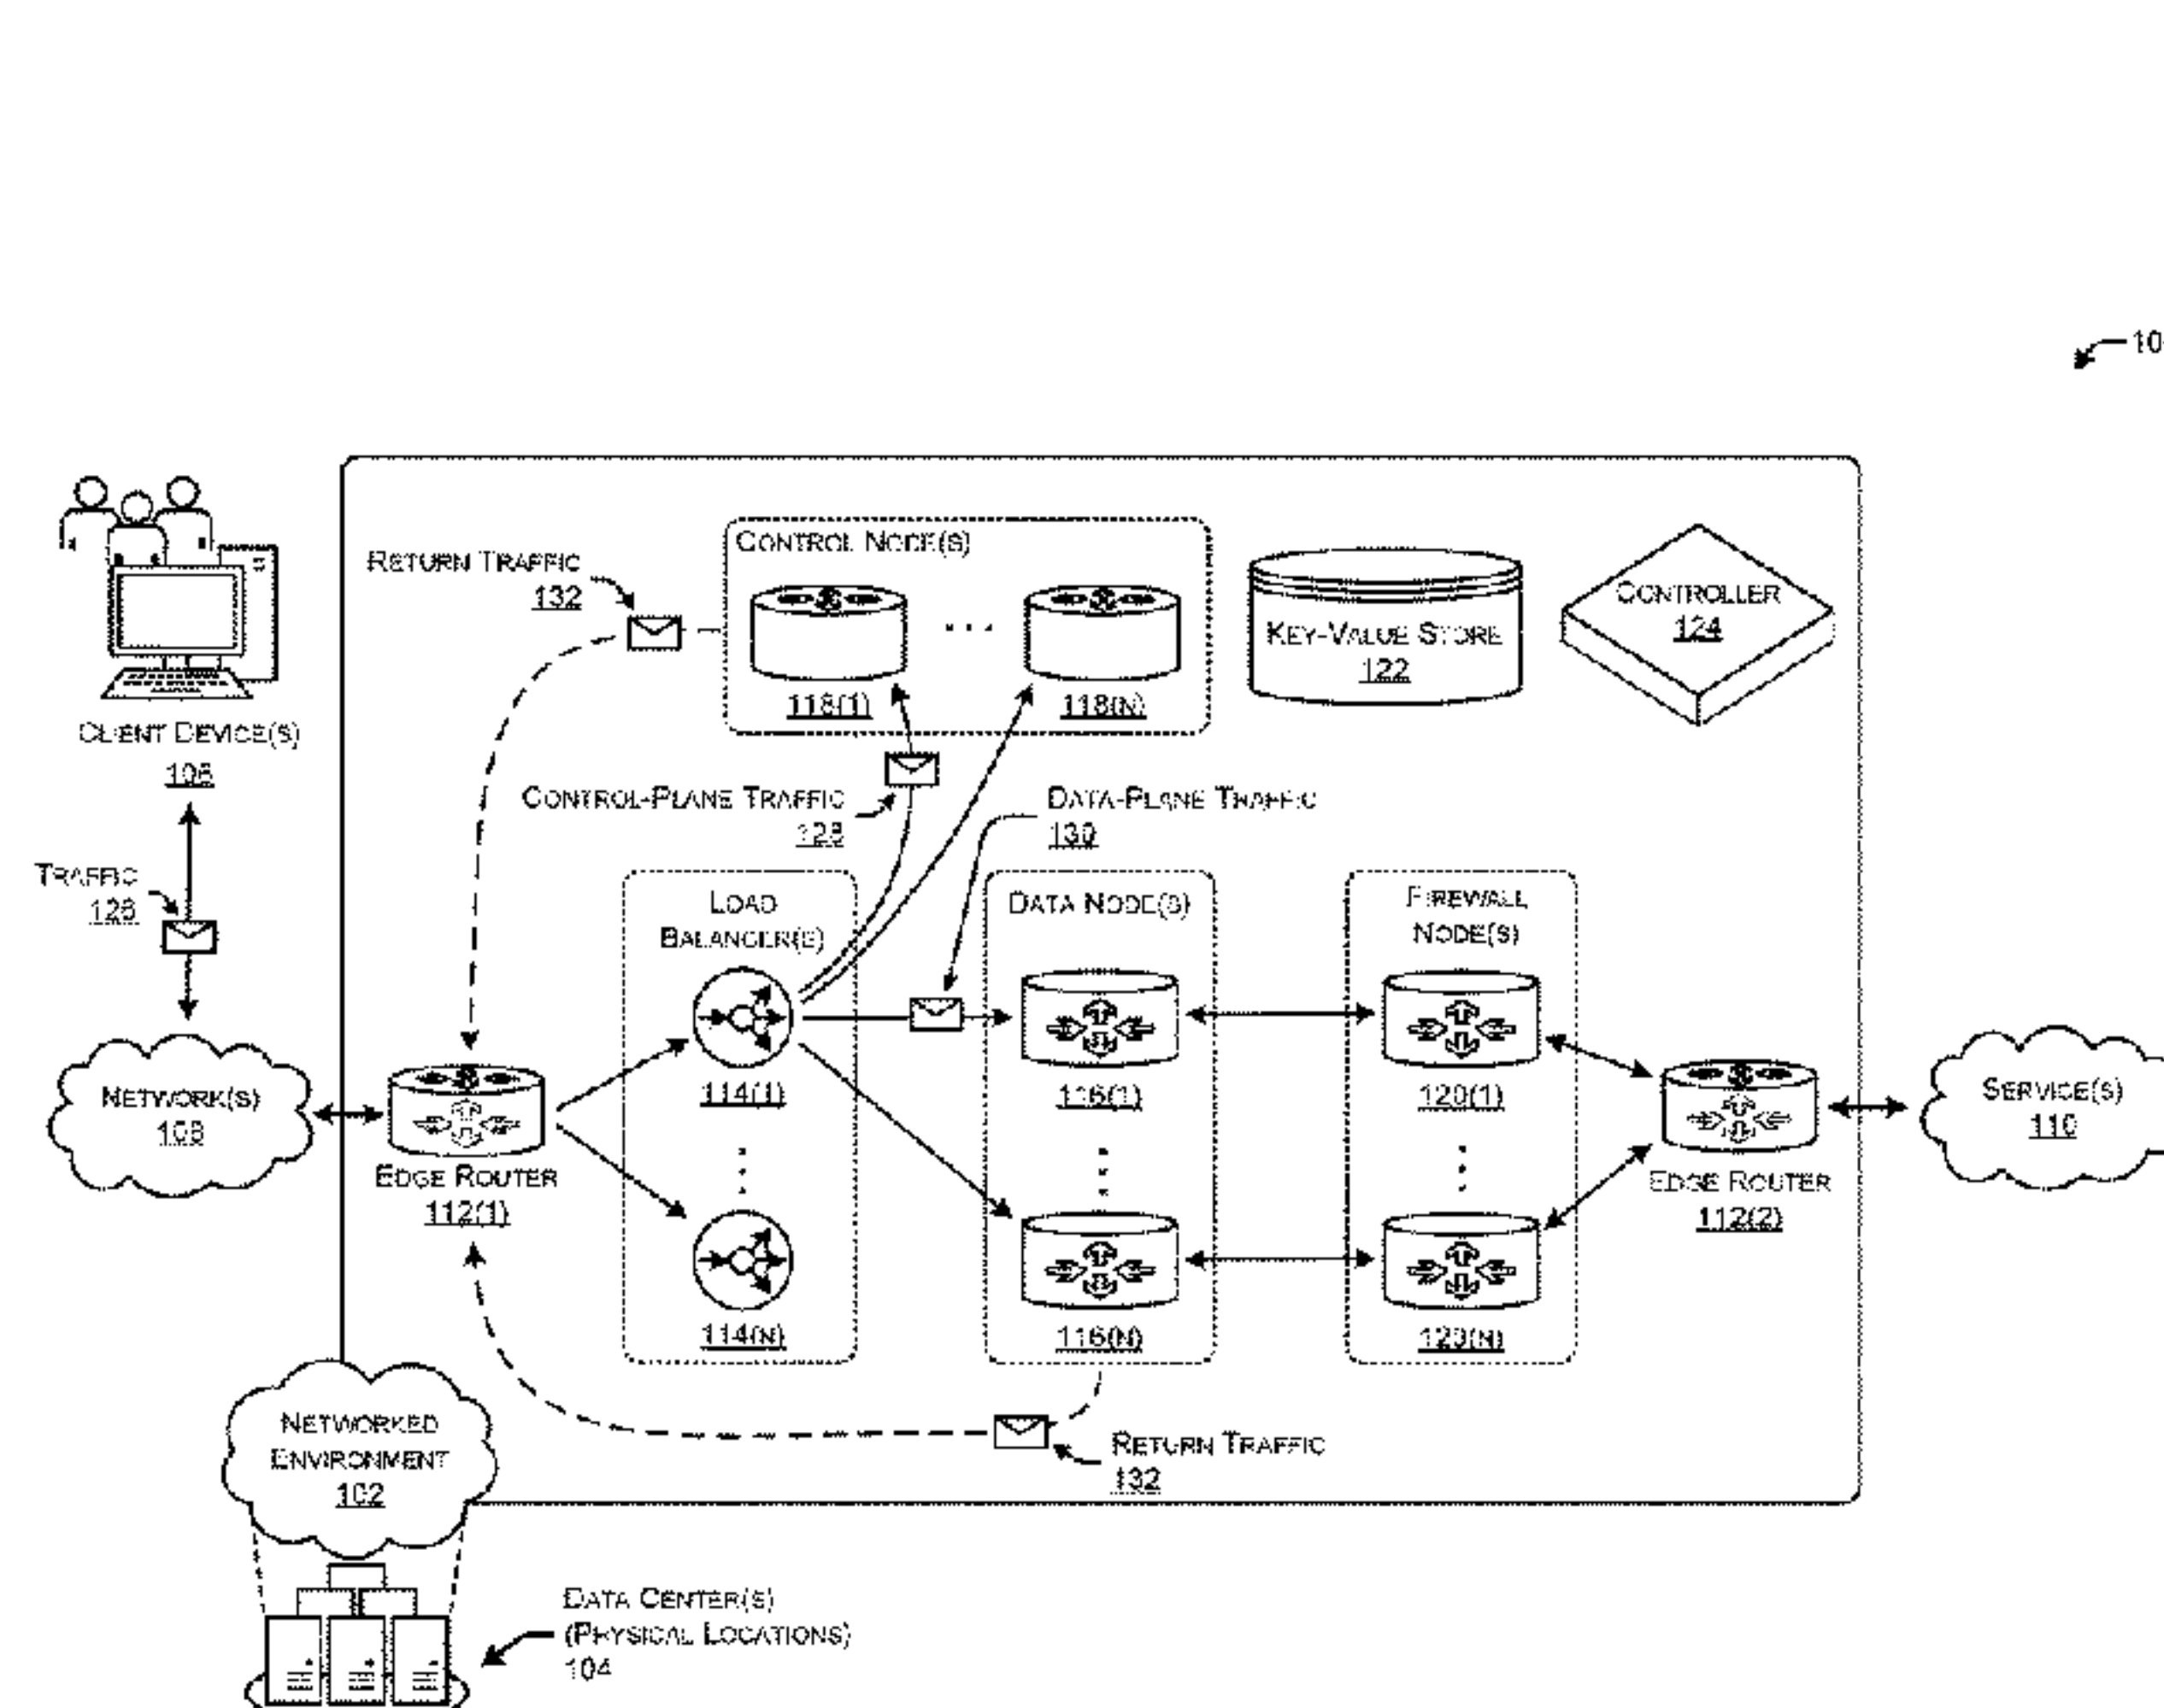 10
CONTROL NODE(S)
RETURN TRAFFIC
132
CONTROLLER
124
KEY-VALUE STORE
122
118(1)
118(N)
CLIENT DEVICE(S)
106
CONTROL-PLANE TRAFFIC
128
DATA-PLANE TRAFFIC
130
TRAFFIC
126
LOAD
BALANCER(S)
DATA NODE(S)
FIREWALL
NODE(S)
114(1)
116(1)
120(1)
NETWORK(S)
108
SERVICE(S)
110
EDGE ROUTER
112(1)
EDGE ROUTER
112(2)
114(N)
116(N)
120(N)
NETWORKED
ENVIRONMENT
102
RETURN TRAFFIC
132
DATA CENTER(S)
(PHYSICAL LOCATIONS)
104